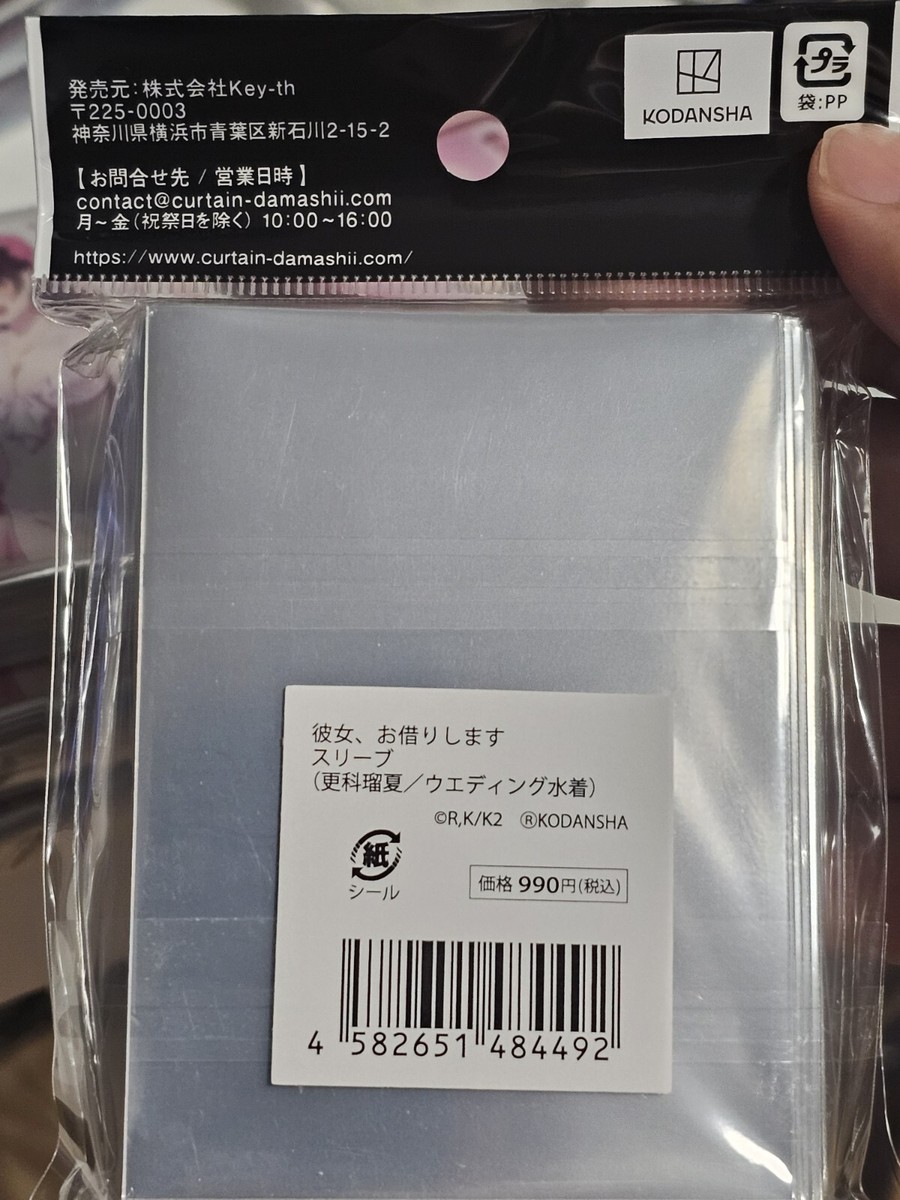 発売元:株式会社Key-th
〒225-0003
神奈川県横浜市青葉区新石川2-15-2
【お問合せ先 / 営業日時】
contact@curtain-damashii.com
月~金(祝祭日を除く) 10:00~16:00
https://www.curtain-damashii.com/
KODANSHA
プラ
袋:PP
彼女、お借りします
スリーブ
(更科瑠夏/ウエディング水着)
©R,K/K2 ⓇKODANSHA
紙
シール
価格 990円(税込)
4 582651 484492